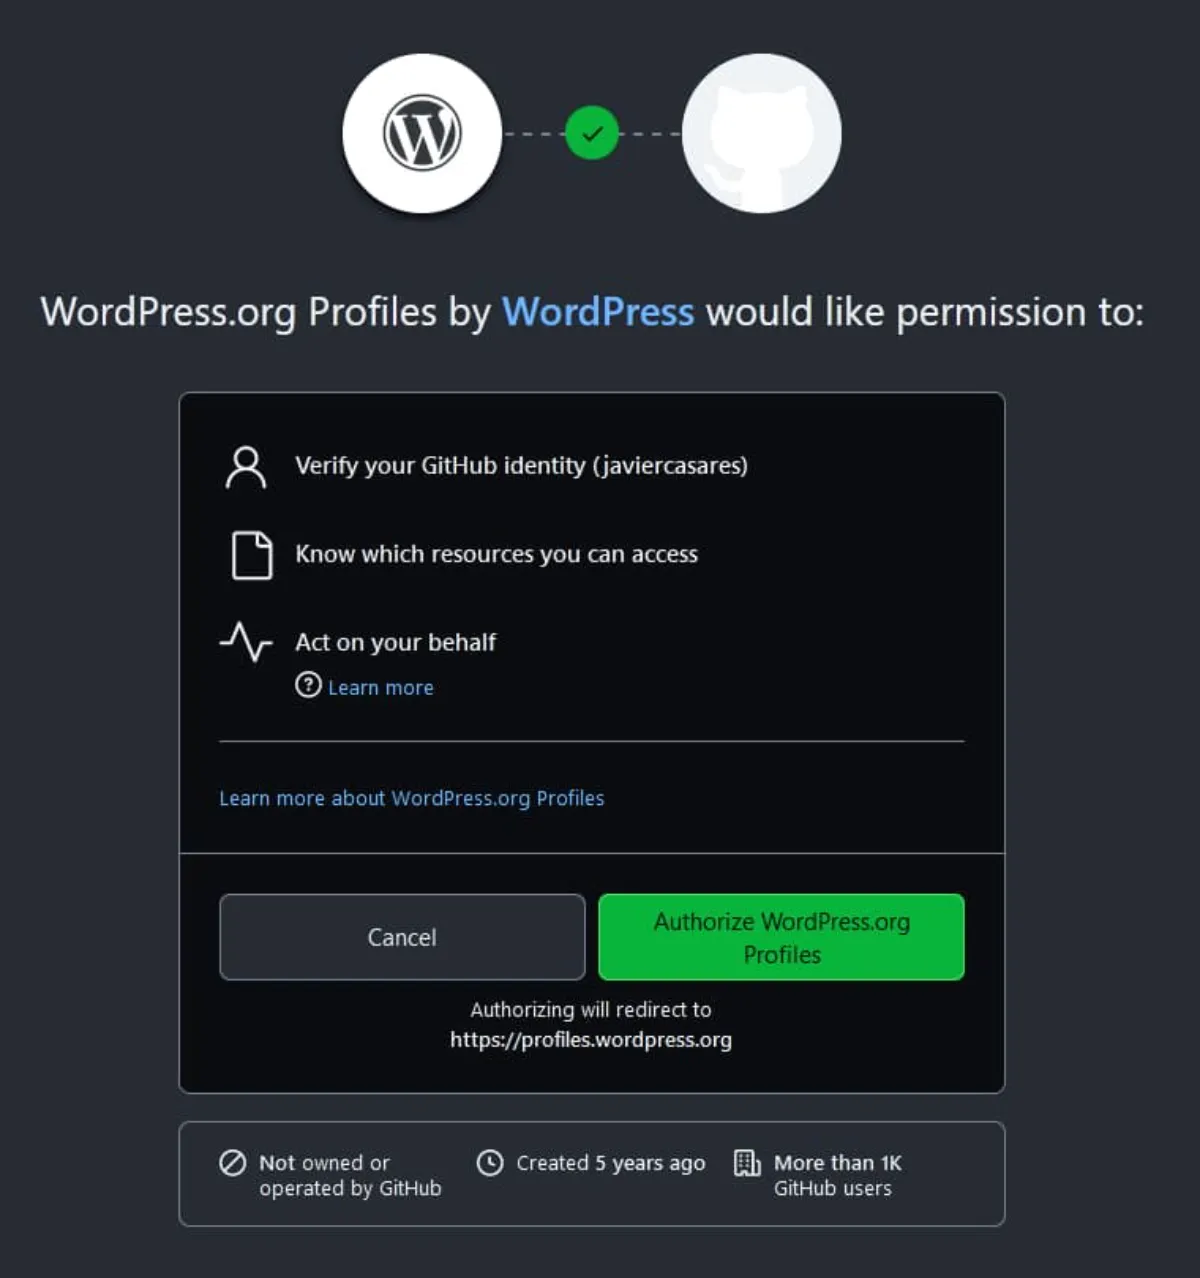 WordPress.org Profiles by WordPress would like permission to:
Verify your GitHub identity (javiercasares)
Know which resources you can access
Act on your behalf
Learn more
Learn more about WordPress.org Profiles
Cancel
Authorize WordPress.org
Profiles
Authorizing will redirect to
https://profiles.wordpress.org
Not owned or
operated by GitHub
Created 5 years ago
More than 1K
GitHub users